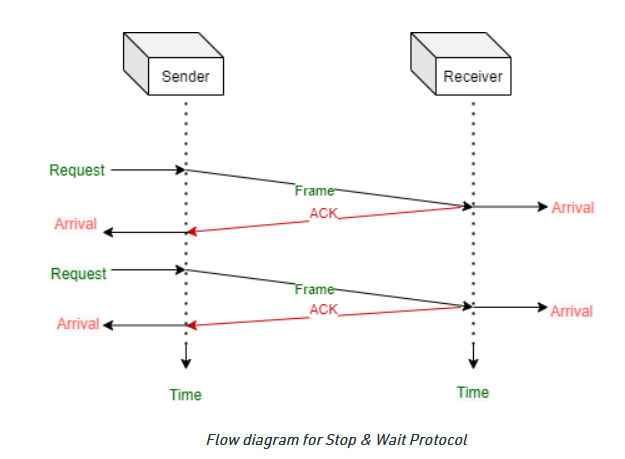 Sender
Receiver
Request
Frame
Arrival
ACK
Arrival
Request
Frame
Arrival
ACK
Arrival
Time
Time
Flow diagram for Stop & Wait Protocol